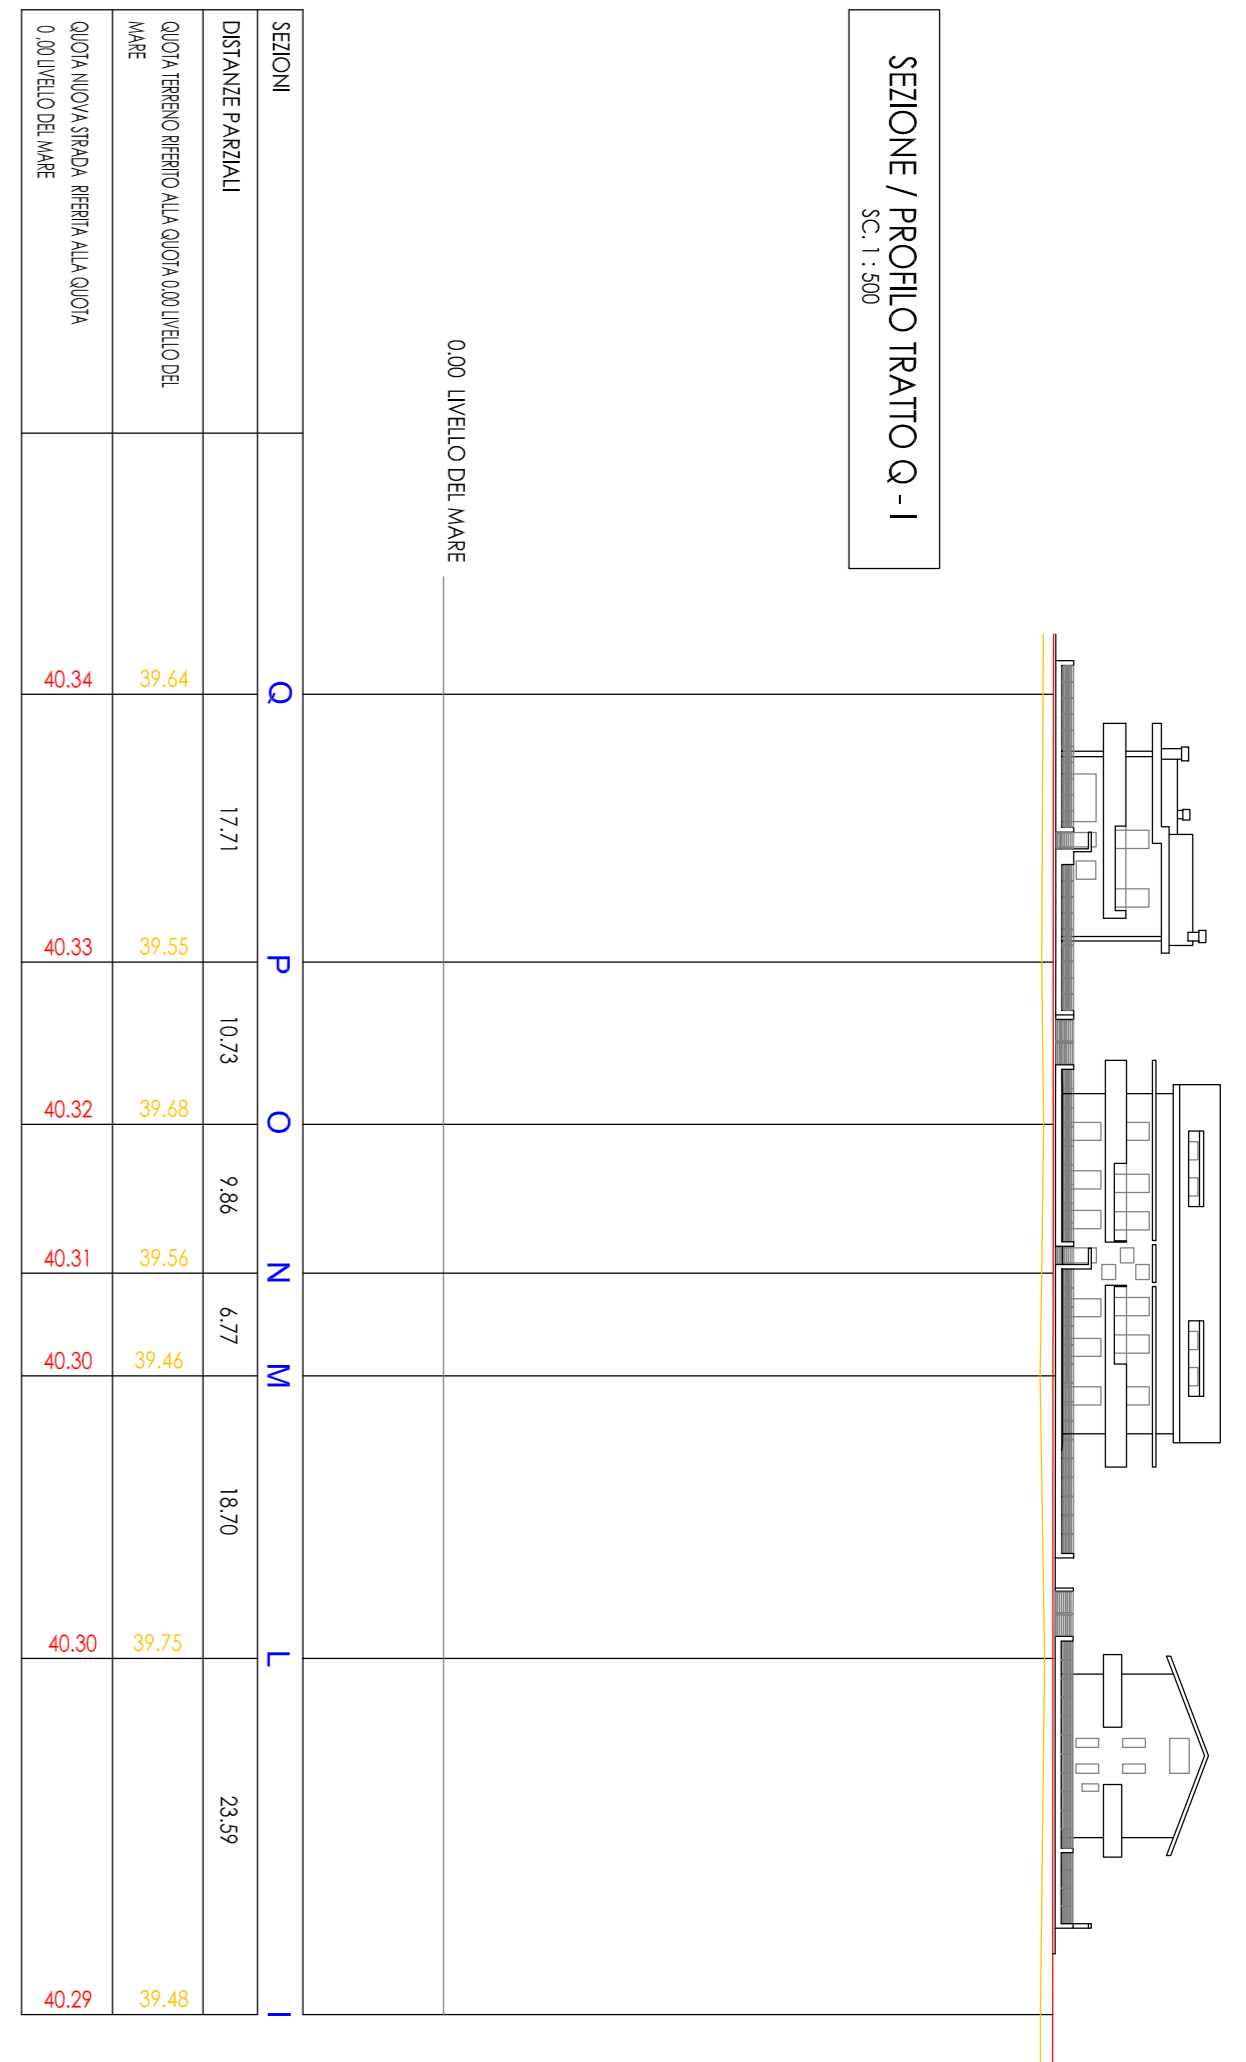 SEZIONE / PROFILO TRATTO Q - I
SC. 1 : 500
0.00 LIVELLO DEL MARE
SEZIONI
Q P O N M L I
DISTANZE PARZIALI
17.71 10.73 9.86 6.77 18.70 23.59
QUOTA TERRENO RIFERITO ALLA QUOTA 0.00 LIVELLO DEL
MARE
39.64 39.55 39.68 39.56 39.46 39.75 39.48
QUOTA NUOVA STRADA RIFERITA ALLA QUOTA
0,00 LIVELLO DEL MARE
40.34 40.33 40.32 40.31 40.30 40.30 40.29